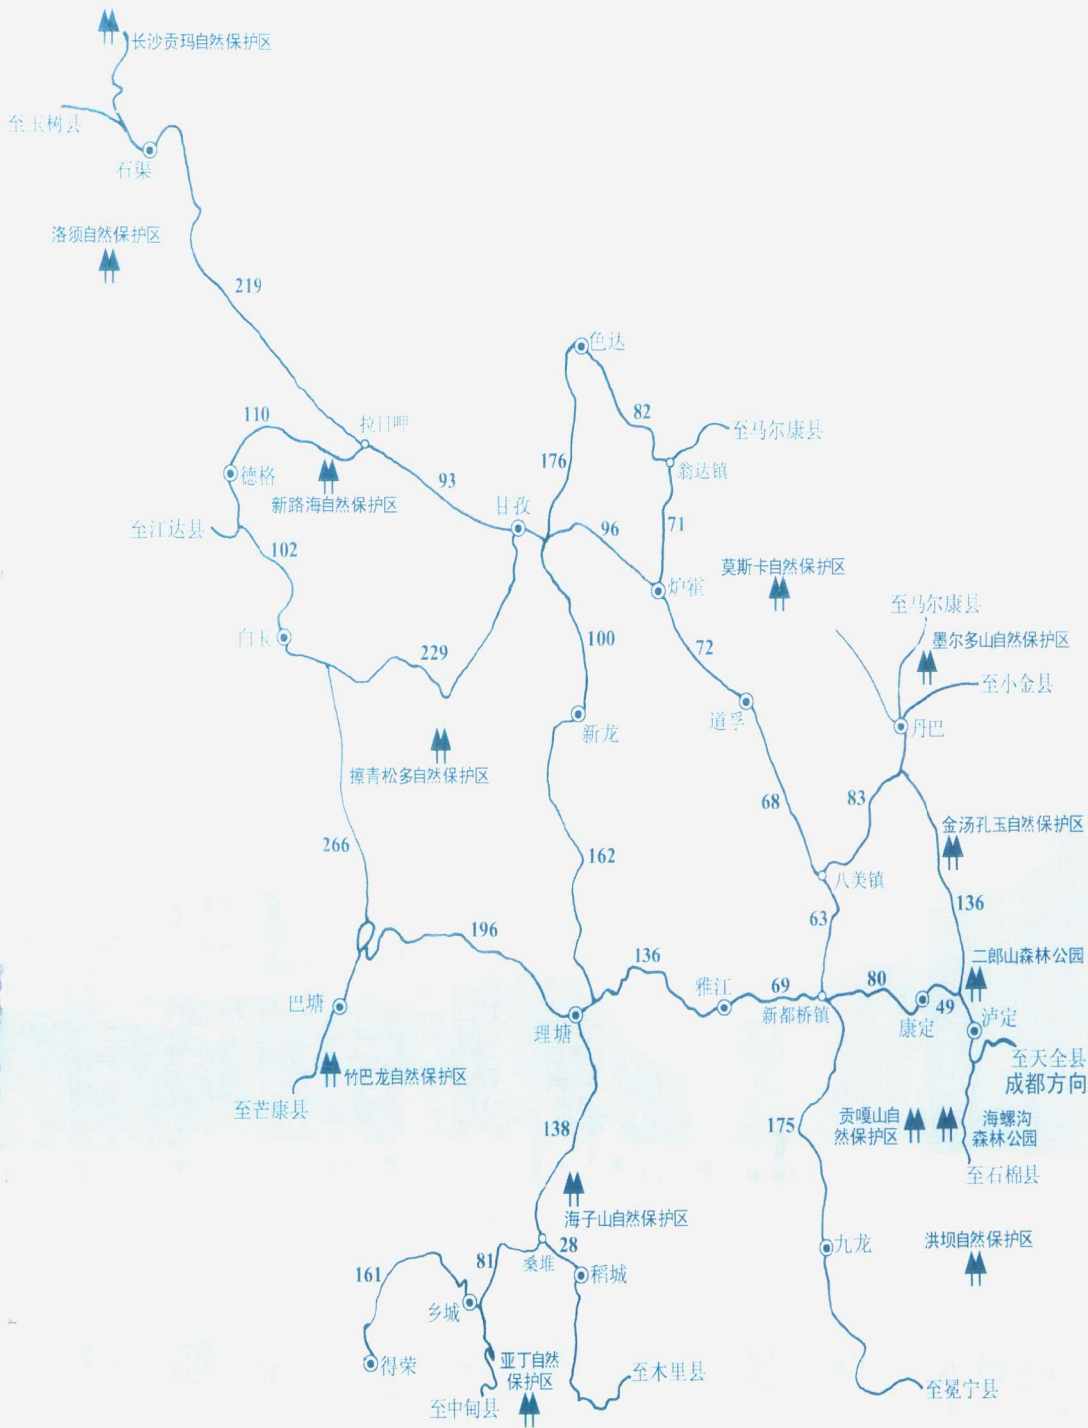 长沙贡玛自然保护区
至玉树县
石渠
洛须自然保护区
219
色达
110
82
拉日呷
至马尔康县
176
翁达镇
德格
93
新路海自然保护区
甘孜
至江达县
96
71
102
莫斯卡自然保护区
炉霍
至马尔康县
白玉
100
墨尔多山自然保护区
229
72
至小金县
道孚
丹巴
新龙
擦青松多自然保护区
68
83
金汤孔玉自然保护区
266
162
八美镇
136
63
196
136
二郎山森林公园
80
雅江
69
巴塘
49
新都桥镇
泸定
康定
理塘
至天全县
成都方向
竹巴龙自然保护区
至芒康县
138
175
贡嘎山自
然保护区
海螺沟
森林公园
至石棉县
海子山自然保护区
洪坝自然保护区
九龙
28
81
桑堆
161
稻城
乡城
得荣
亚丁自然
保护区
至木里县
至冕宁县
至中甸县